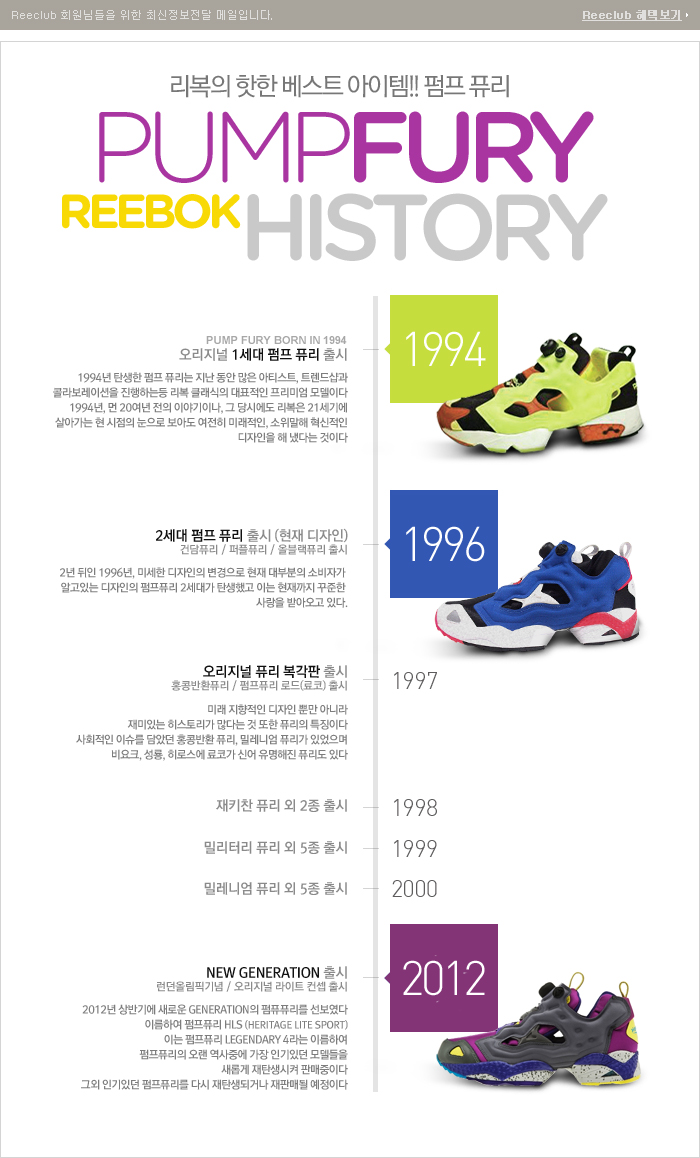 Reeclub 회원님들을 위한 최신정보전달 메일입니다.
Reeclub 혜택보기
리복의 핫한 베스트 아이템!! 펌프 퓨리
PUMPFURY
REEBOK HISTORY
PUMP FURY BORN IN 1994
오리지널 1세대 펌프 퓨리 출시
1994
1994년 탄생한 펌프 퓨리는 지난 동안 많은 아티스트, 트렌드샵과
콜라보레이션을 진행하는등 리복 클래식의 대표적인 프리미엄 모델이다
1994년, 먼 20여년 전의 이야기이나, 그 당시에도 리복은 21세기에
살아가는 현 시점의 눈으로 보아도 여전히 미래적인, 소위말해 혁신적인
디자인을 해 냈다는 것이다
2세대 펌프 퓨리 출시 (현재 디자인)
건담퓨리 / 퍼플퓨리 / 올블랙퓨리 출시
1996
2년 뒤인 1996년, 미세한 디자인의 변경으로 현재 대부분의 소비자가
알고있는 디자인의 펌프퓨리 2세대가 탄생했고 이는 현재까지 꾸준한
사랑을 받아오고 있다.
오리지널 퓨리 복각판 출시
홍콩반환퓨리 / 펌프퓨리 로드(료코) 출시
1997
미래 지향적인 디자인 뿐만 아니라
재미있는 히스토리가 많다는 것 또한 퓨리의 특징이다
사회적인 이슈를 담았던 홍콩반환 퓨리, 밀레니엄 퓨리가 있었으며
비요크, 성룡, 히로스에 료코가 신어 유명해진 퓨리도 있다
재키찬 퓨리 외 2종 출시
1998
밀리터리 퓨리 외 5종 출시
1999
밀레니엄 퓨리 외 5종 출시
2000
NEW GENERATION 출시
런던올림픽기념 / 오리지널 라이트 컨셉 출시
2012
2012년 상반기에 새로운 GENERATION의 펌퓨퓨리를 선보였다
이름하여 펌프퓨리 HLS (HERITAGE LITE SPORT)
이는 펌프퓨리 LEGENDARY 4라는 이름하여
펌프퓨리의 오랜 역사중에 가장 인기있던 모델들을
새롭게 재탄생시켜 판매중이다
그외 인기있던 펌프퓨리를 다시 재탄생되거나 재판매될 예정이다